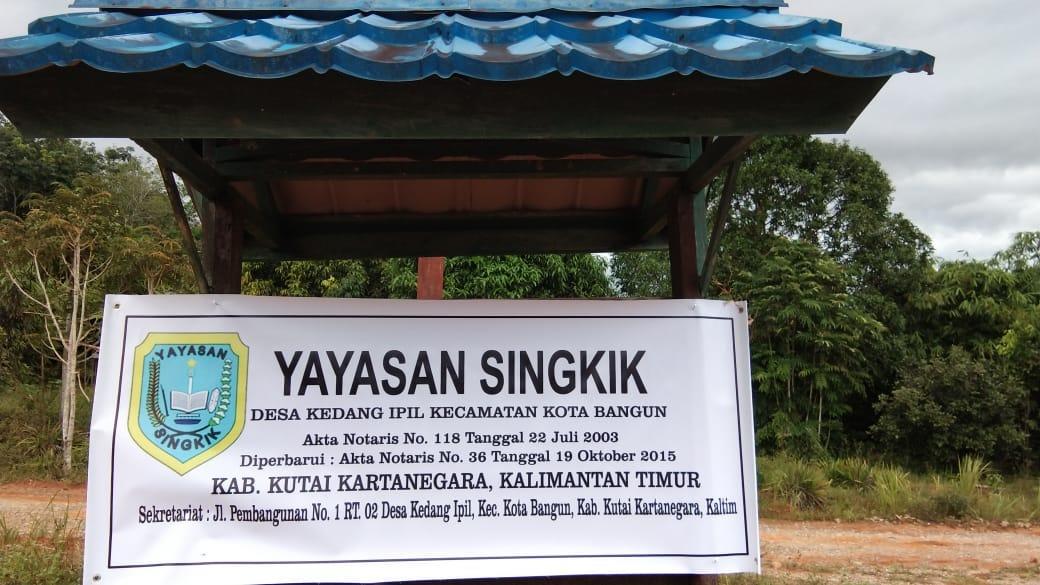 YAYASAN
SINGKIK
YAYASAN SINGKIK
DESA KEDANG IPIL KECAMATAN KOTA BANGUN
Akta Notaris No. 118 Tanggal 22 Juli 2003
Diperbarui : Akta Notaris No. 36 Tanggal 19 Oktober 2015
KAB. KUTAI KARTANEGARA, KALIMANTAN TIMUR
Sekretariat : Jl. Pembangunan No. 1 RT. 02 Desa Kedang Ipil, Kec. Kota Bangun, Kab. Kutai Kartanegara, Kaltim